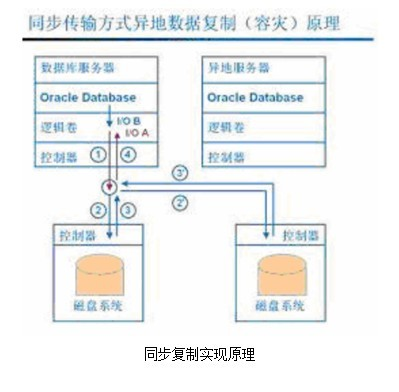 同步传输方式异地数据复制（容灾）原理
数据库服务器
Oracle Database
I/O B
逻辑卷
I/O A
控制器
异地服务器
Oracle Database
逻辑卷
控制器
① ④
③'
②'
② ③
控制器
磁盘系统
控制器
磁盘系统
同步复制实现原理